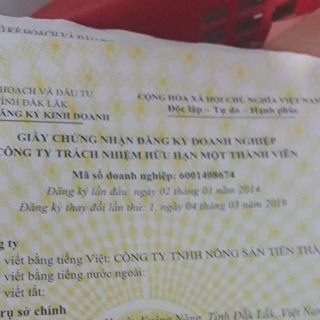 HOẠCH VÀ ĐẦU TƯ
TỈNH ĐẮK LẮK
ĐĂNG KÝ KINH DOANH
CỘNG HÒA XÃ HỘI CHỦ NGHĨA VIỆT NAM
Độc lập - Tự do - Hạnh phúc
GIẤY CHỨNG NHẬN ĐĂNG KÝ DOANH NGHIỆP
CÔNG TY TRÁCH NHIỆM HỮU HẠN MỘT THÀNH VIÊN
Mã số doanh nghiệp: 6001408674
Đăng ký lần đầu: ngày 02 tháng 01 năm 2014
Đăng ký thay đổi lần thứ: 1, ngày 04 tháng 03 năm 2019
ng ty
viết bằng tiếng Việt: CÔNG TY TNHH NÔNG SẢN TIẾN
viết bằng tiếng nước ngoài:
viết tắt:
rụ sở chính
Năng, Tỉnh Đắk Lắk, Việt Nam